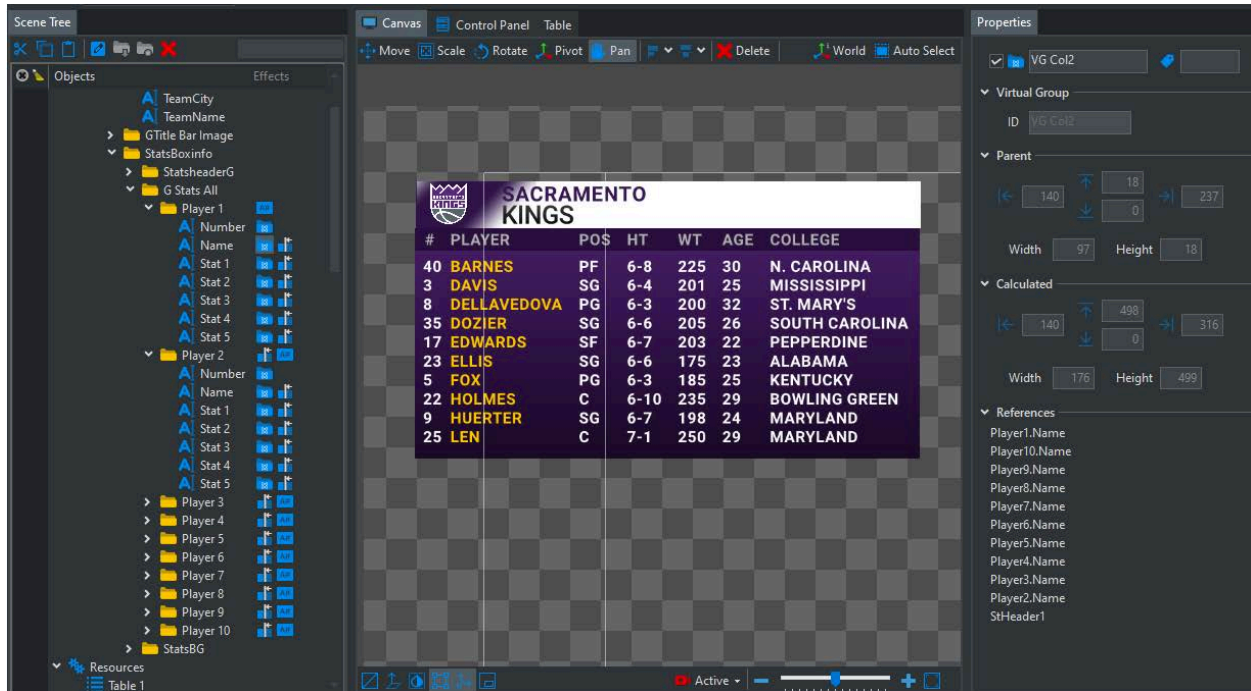 Scene Tree
Objects Effects
TeamCity
TeamName
GTitle Bar Image
StatsBoxinfo
StatsheaderG
G Stats All
Player 1
Number
Name
Stat 1
Stat 2
Stat 3
Stat 4
Stat 5
Player 2
Number
Name
Stat 1
Stat 2
Stat 3
Stat 4
Stat 5
Player 3
Player 4
Player 5
Player 6
Player 7
Player 8
Player 9
Player 10
StatsBG
Resources
Table 1
Canvas Control Panel Table
Move Scale Rotate Pivot Pan Delete World Auto Select
KINGS
SACRAMENTO
KINGS
# PLAYER POS HT WT AGE COLLEGE
40 BARNES PF 6-8 225 30 N. CAROLINA
3 DAVIS SG 6-4 201 25 MISSISSIPPI
8 DELLAVEDOVA PG 6-3 200 32 ST. MARY'S
35 DOZIER SG 6-6 205 26 SOUTH CAROLINA
17 EDWARDS SF 6-7 203 22 PEPPERDINE
23 ELLIS SG 6-6 175 23 ALABAMA
5 FOX PG 6-3 185 25 KENTUCKY
22 HOLMES C 6-10 235 29 BOWLING GREEN
9 HUERTER SG 6-7 198 24 MARYLAND
25 LEN C 7-1 250 29 MARYLAND
Active
Properties
VG Col2
Virtual Group
ID VG Col2
Parent
18
140 237
0
Width 97 Height 18
Calculated
498
140 316
0
Width 176 Height 499
References
Player1.Name
Player10.Name
Player9.Name
Player8.Name
Player7.Name
Player6.Name
Player5.Name
Player4.Name
Player3.Name
Player2.Name
StHeader1